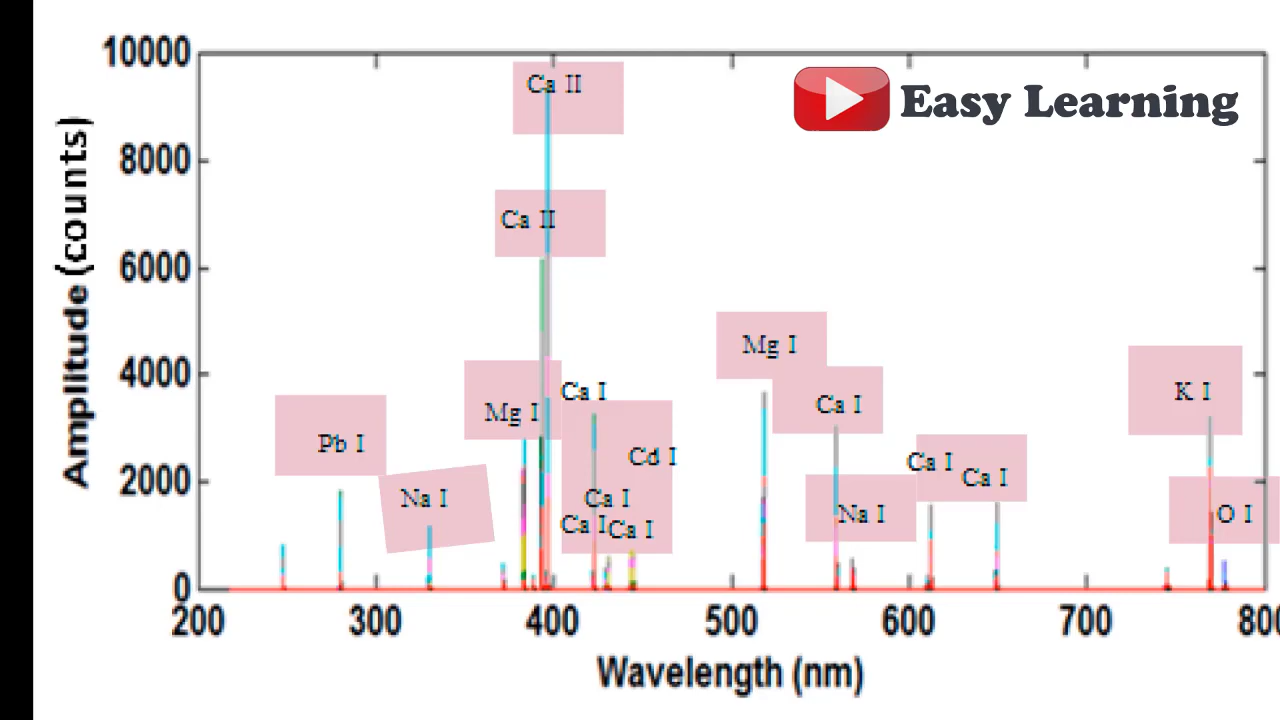 10000
Ca II
Easy Learning
8000
Ca II
6000
Mg I
4000
Ca I
K I
Mg I
Ca I
Pb I
Cd I
Ca I
Ca I
2000
Na I
Ca I
Na I
O I
Ca I
Ca I
0
200
300
400
500
600
700
800
Wavelength (nm)
Amplitude (counts)